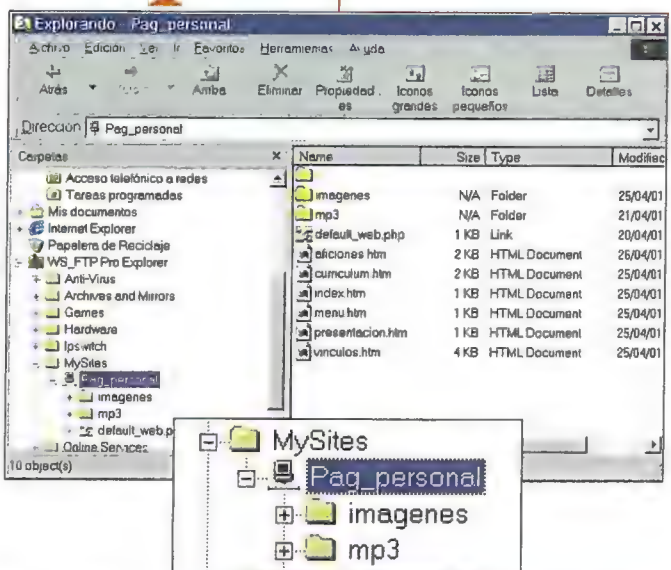 Explorando - Pag_personal
Archivo Edición Ver Ir Favoritos Herramientas Ayuda
Atrás Arriba Eliminar Propiedad. es Iconos grandes Iconos pequeños Lista Detalles
Dirección Pag_personal
Carpetas
Acceso telefónico a redes
Tareas programadas
Mis documentos
Internet Explorer
Papelera de Reciclaje
WS_FTP Pro Explorer
Anti-Virus
Archives and Mirrors
Games
Hardware
Ipswitch
MySites
Pag_personal
imagenes
mp3
default_web.p
Online Services
Name Size Type Modific
imagenes N/A Folder 25/04/01
mp3 N/A Folder 21/04/01
default_web.php 1 KB Link 20/04/01
aficiones.htm 2 KB HTML Document 26/04/01
curriculum.htm 2 KB HTML Document 25/04/01
index.htm 1 KB HTML Document 25/04/01
menu.htm 1 KB HTML Document 25/04/01
presentacion.htm 1 KB HTML Document 25/04/01
vinculos.htm 4 KB HTML Document 25/04/01
10 object(s)
MySites
Pag_personal
imagenes
mp3